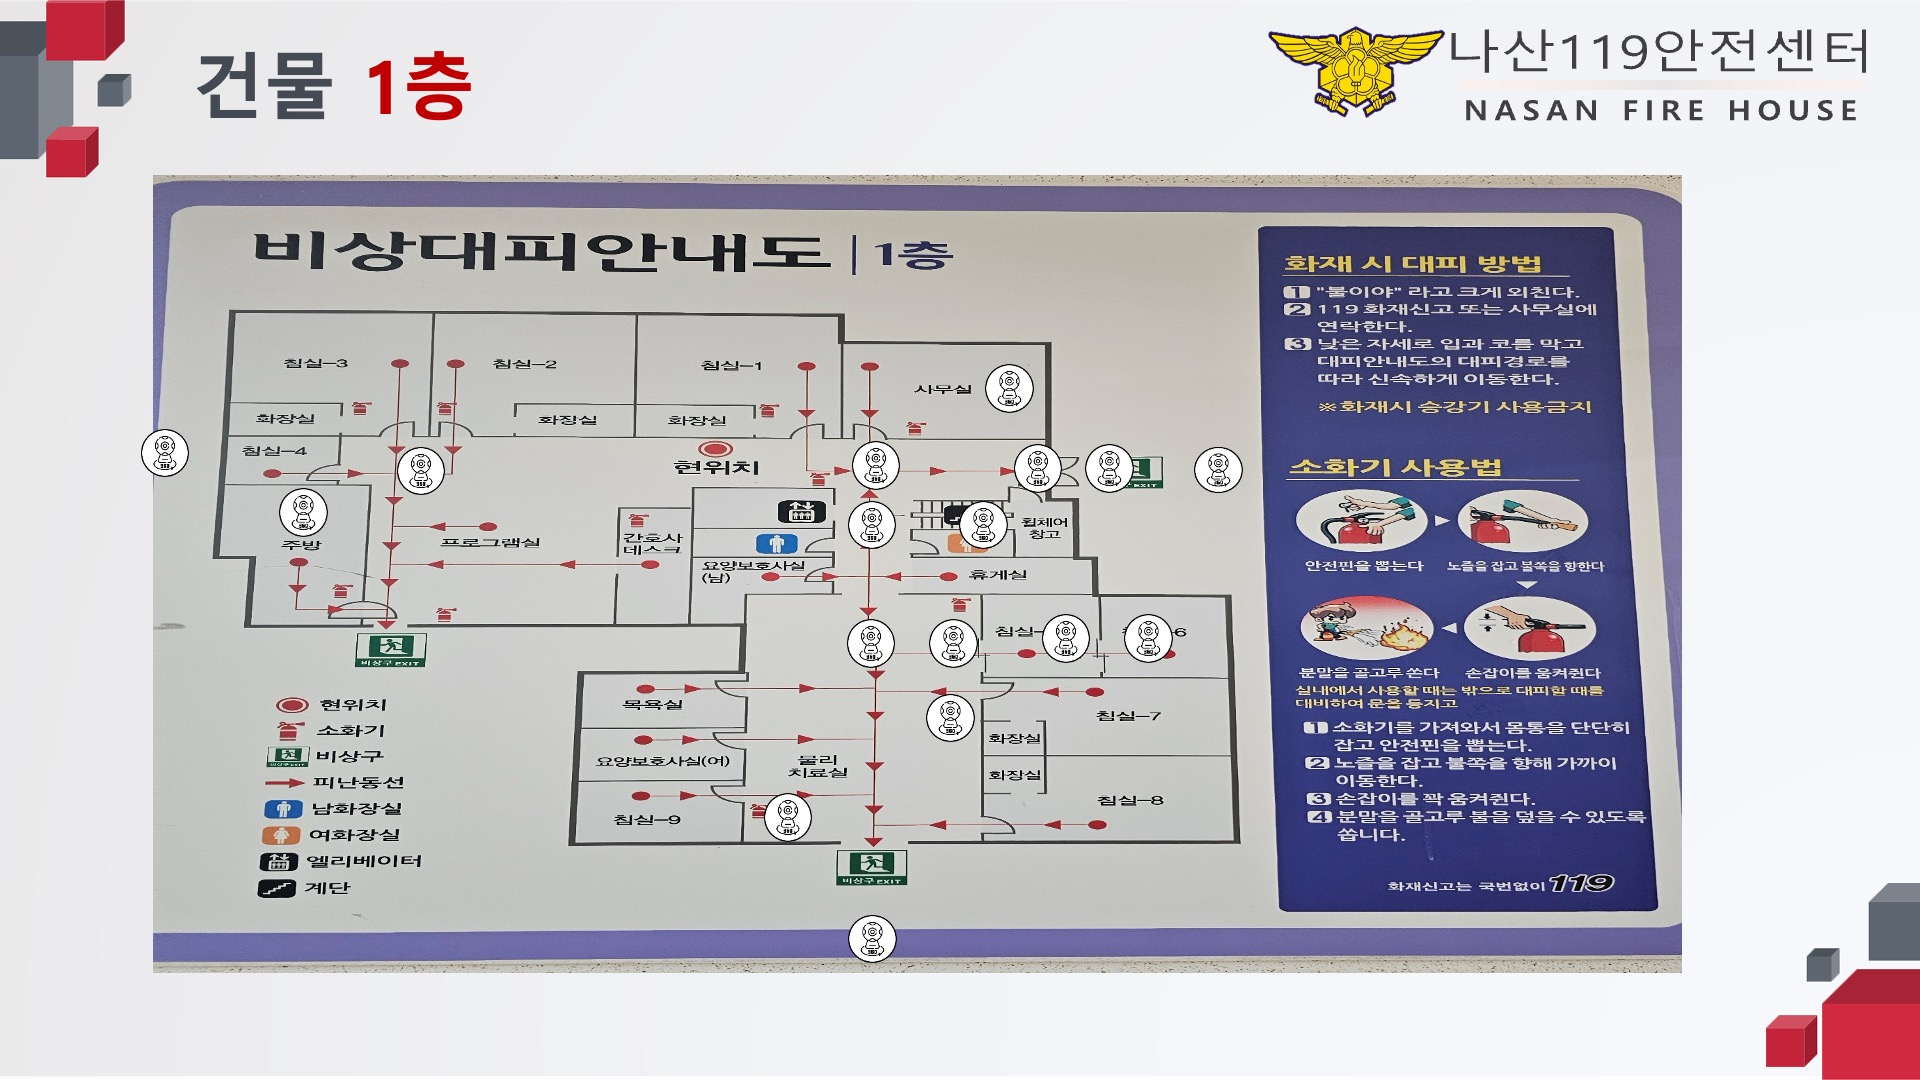 건물 1층
나산119안전센터
NASAN FIRE HOUSE
비상대피안내도 | 1층
침실-3
침실-2
침실-1
사무실
화장실
화장실
화장실
침실-4
현위치
주방
프로그램실
간호사
데스크
휠체어
창고
요양보호사실
(남)
휴게실
침실-
6
목욕실
침실-7
화장실
요양보호사실(여)
물리
치료실
화장실
침실-8
침실-9
비상구 EXIT
비상구 EXIT
EXIT
현위치
소화기
비상구
피난동선
남화장실
여화장실
엘리베이터
계단
화재 시 대피 방법
1 "불이야" 라고 크게 외친다.
2 119 화재신고 또는 사무실에
연락한다.
3 낮은 자세로 입과 코를 막고
대피안내도의 대피경로를
따라 신속하게 이동한다.
※ 화재시 승강기 사용금지
소화기 사용법
안전핀을 뽑는다
노즐을 잡고 불쪽을 향한다
분말을 골고루 쏜다
손잡이를 움켜쥔다
실내에서 사용할 때는 밖으로 대피할 때를
대비하여 문을 등지고
1 소화기를 가져와서 몸통을 단단히
잡고 안전핀을 뽑는다.
2 노즐을 잡고 불쪽을 향해 가까이
이동한다.
3 손잡이를 꽉 움켜쥔다.
4 분말을 골고루 불을 덮을 수 있도록
쏩니다.
화재신고는 국번없이 119